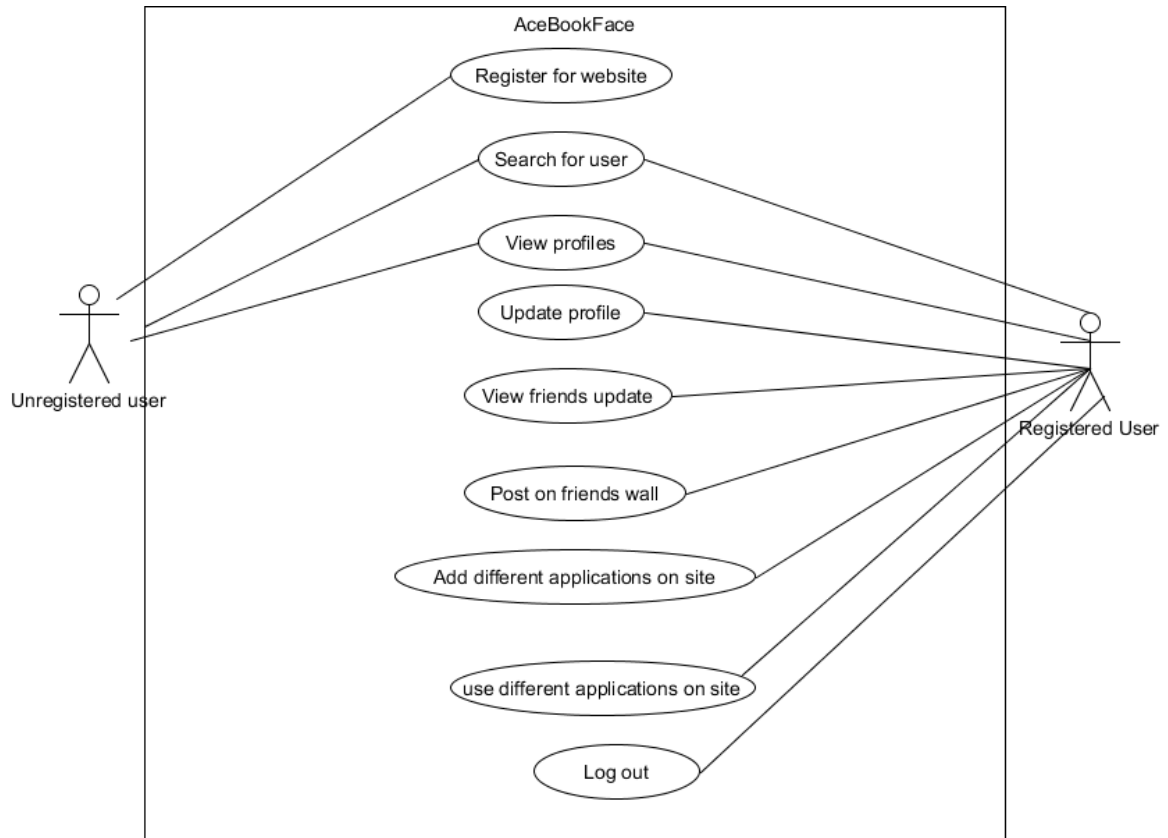 AceBookFace
Register for website
Search for user
View profiles
Update profile
Unregistered user
View friends update
Registered User
Post on friends wall
Add different applications on site
use different applications on site
Log out